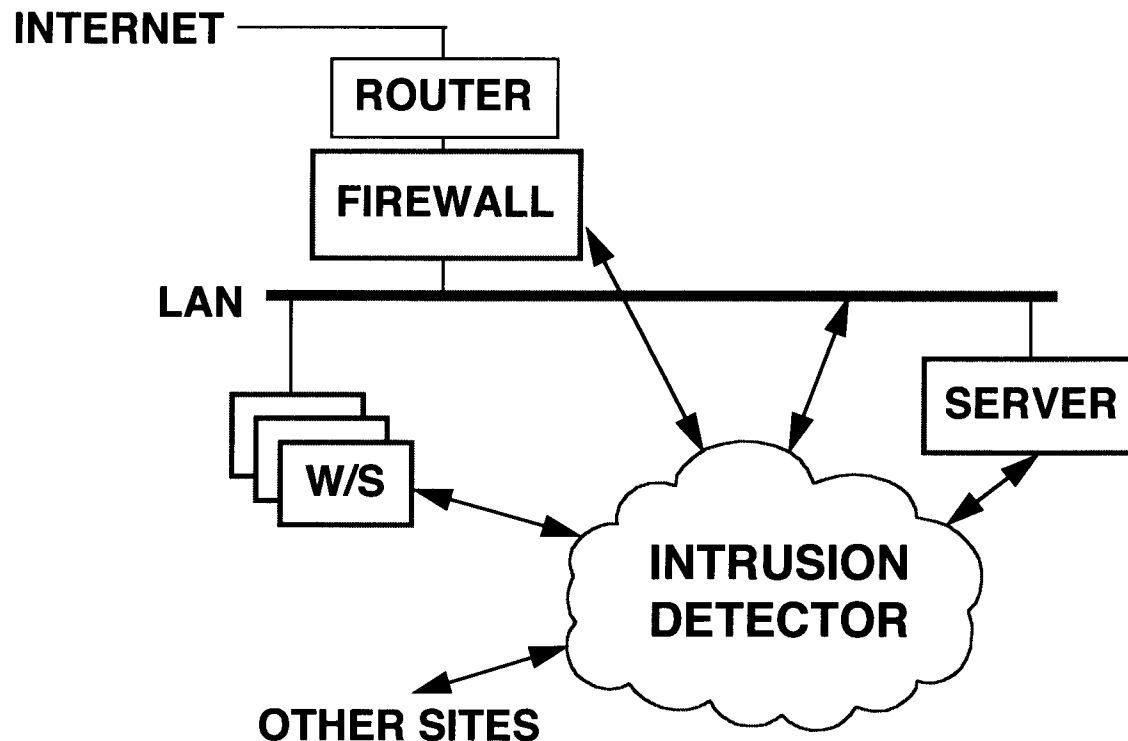 INTERNET
ROUTER
FIREWALL
LAN
SERVER
W/S
INTRUSION
DETECTOR
OTHER SITES